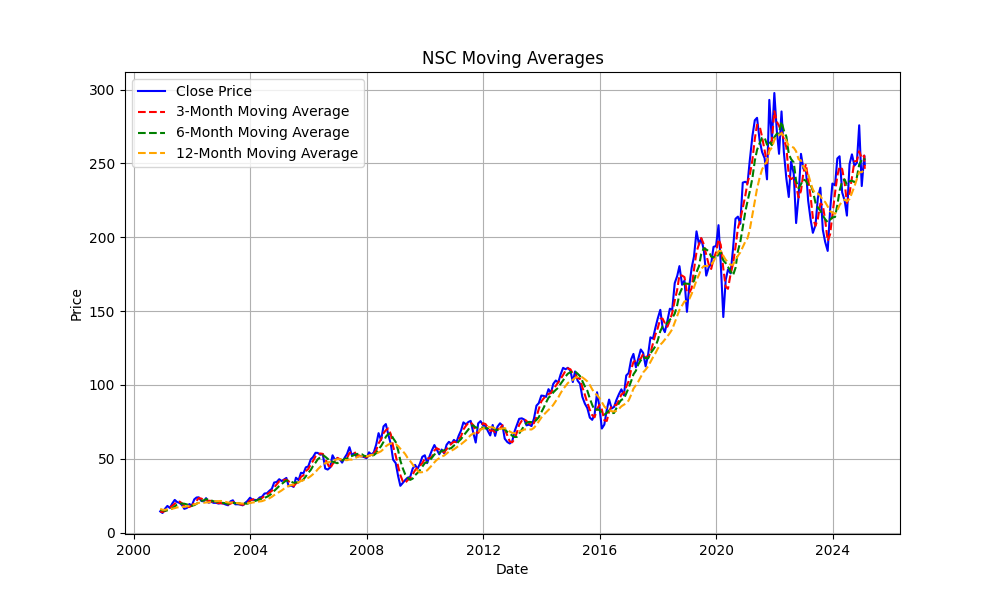 NSC Moving Averages
Close Price
3-Month Moving Average
6-Month Moving Average
12-Month Moving Average
300
250
200
150
100
50
0
Price
2000 2004 2008 2012 2016 2020 2024
Date